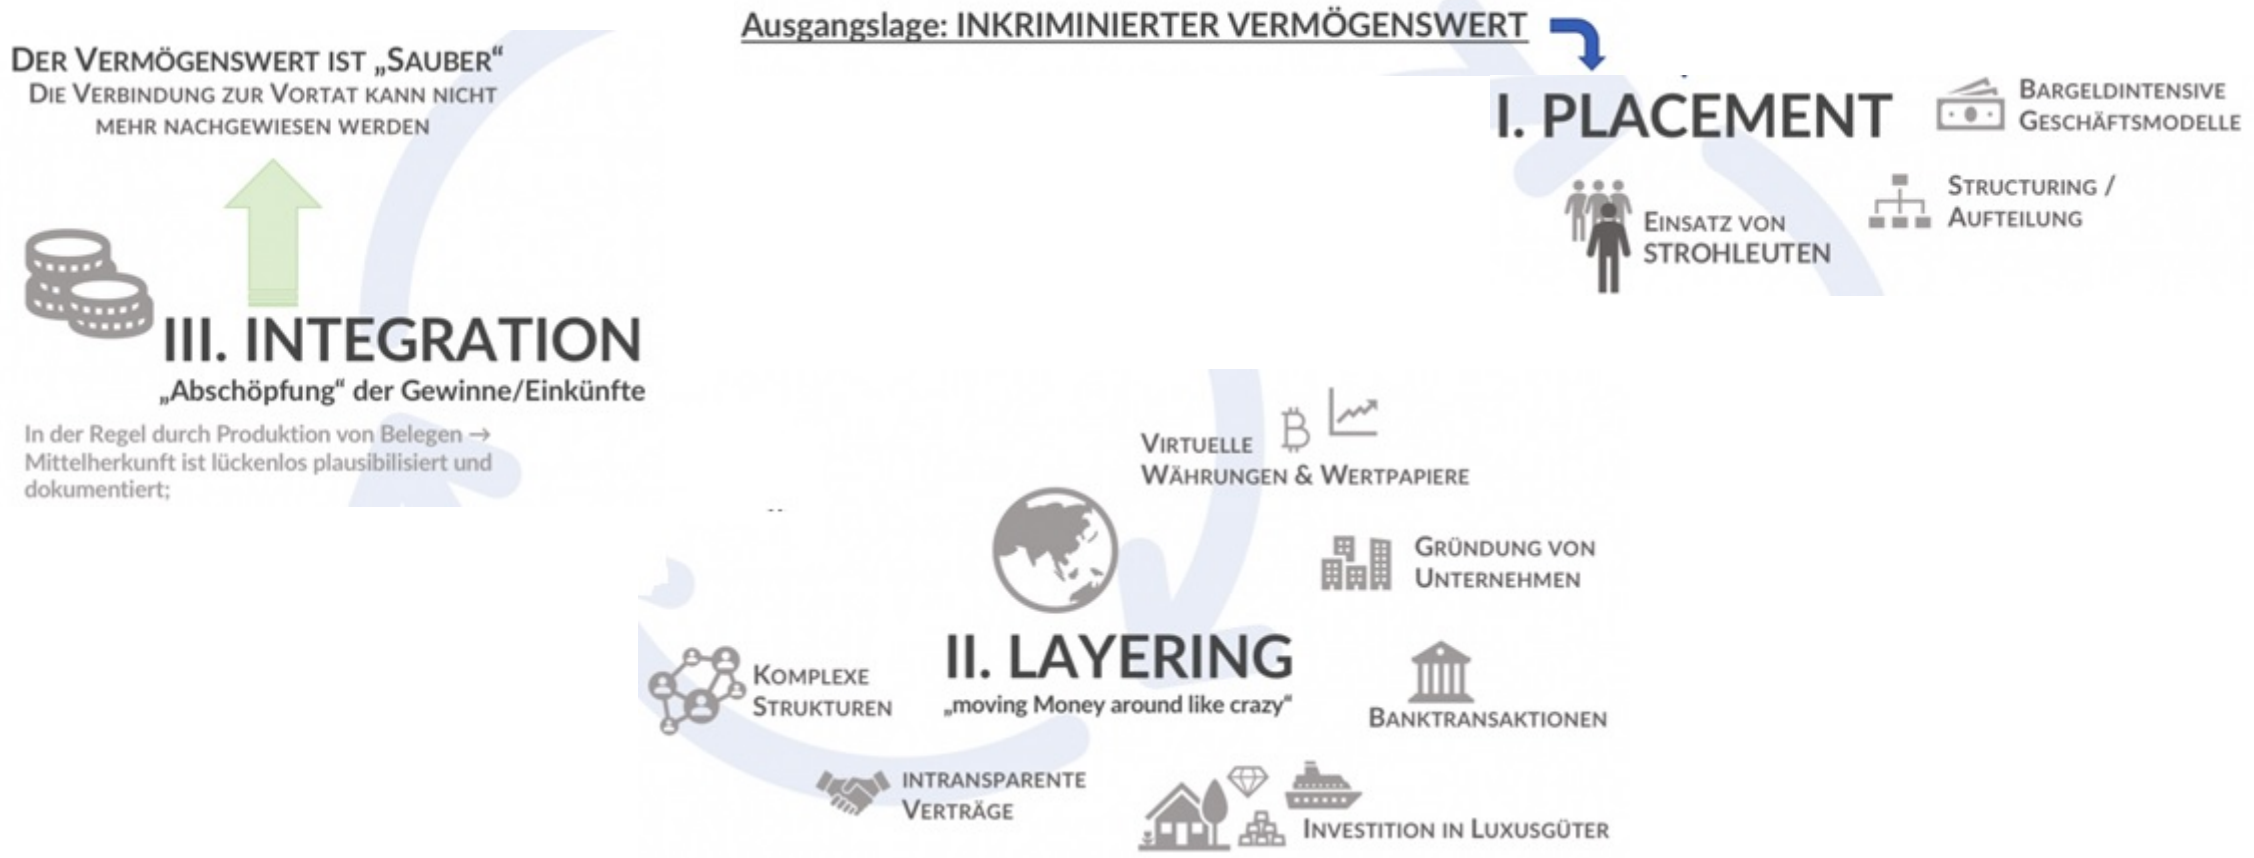 Ausgangslage: INKRIMINIERTER VERMÖGENSWERT
I. PLACEMENT
BARGELDINTENSIVE
GESCHÄFTSMODELLE
STRUCTURING /
AUFTEILUNG
EINSATZ VON
STROHLEUTEN
VIRTUELLE
WÄHRUNGEN & WERTPAPIERE
GRÜNDUNG VON
UNTERNEHMEN
II. LAYERING
„moving Money around like crazy“
BANKTRANSAKTIONEN
INVESTITION IN LUXUSGÜTER
INTRANSPARENTE
VERTRÄGE
KOMPLEXE
STRUKTUREN
III. INTEGRATION
„Abschöpfung“ der Gewinne/Einkünfte
In der Regel durch Produktion von Belegen →
Mittelherkunft ist lückenlos plausibilisiert und
dokumentiert;
DER VERMÖGENSWERT IST „SAUBER“
DIE VERBINDUNG ZUR VORTAT KANN NICHT
MEHR NACHGEWIESEN WERDEN